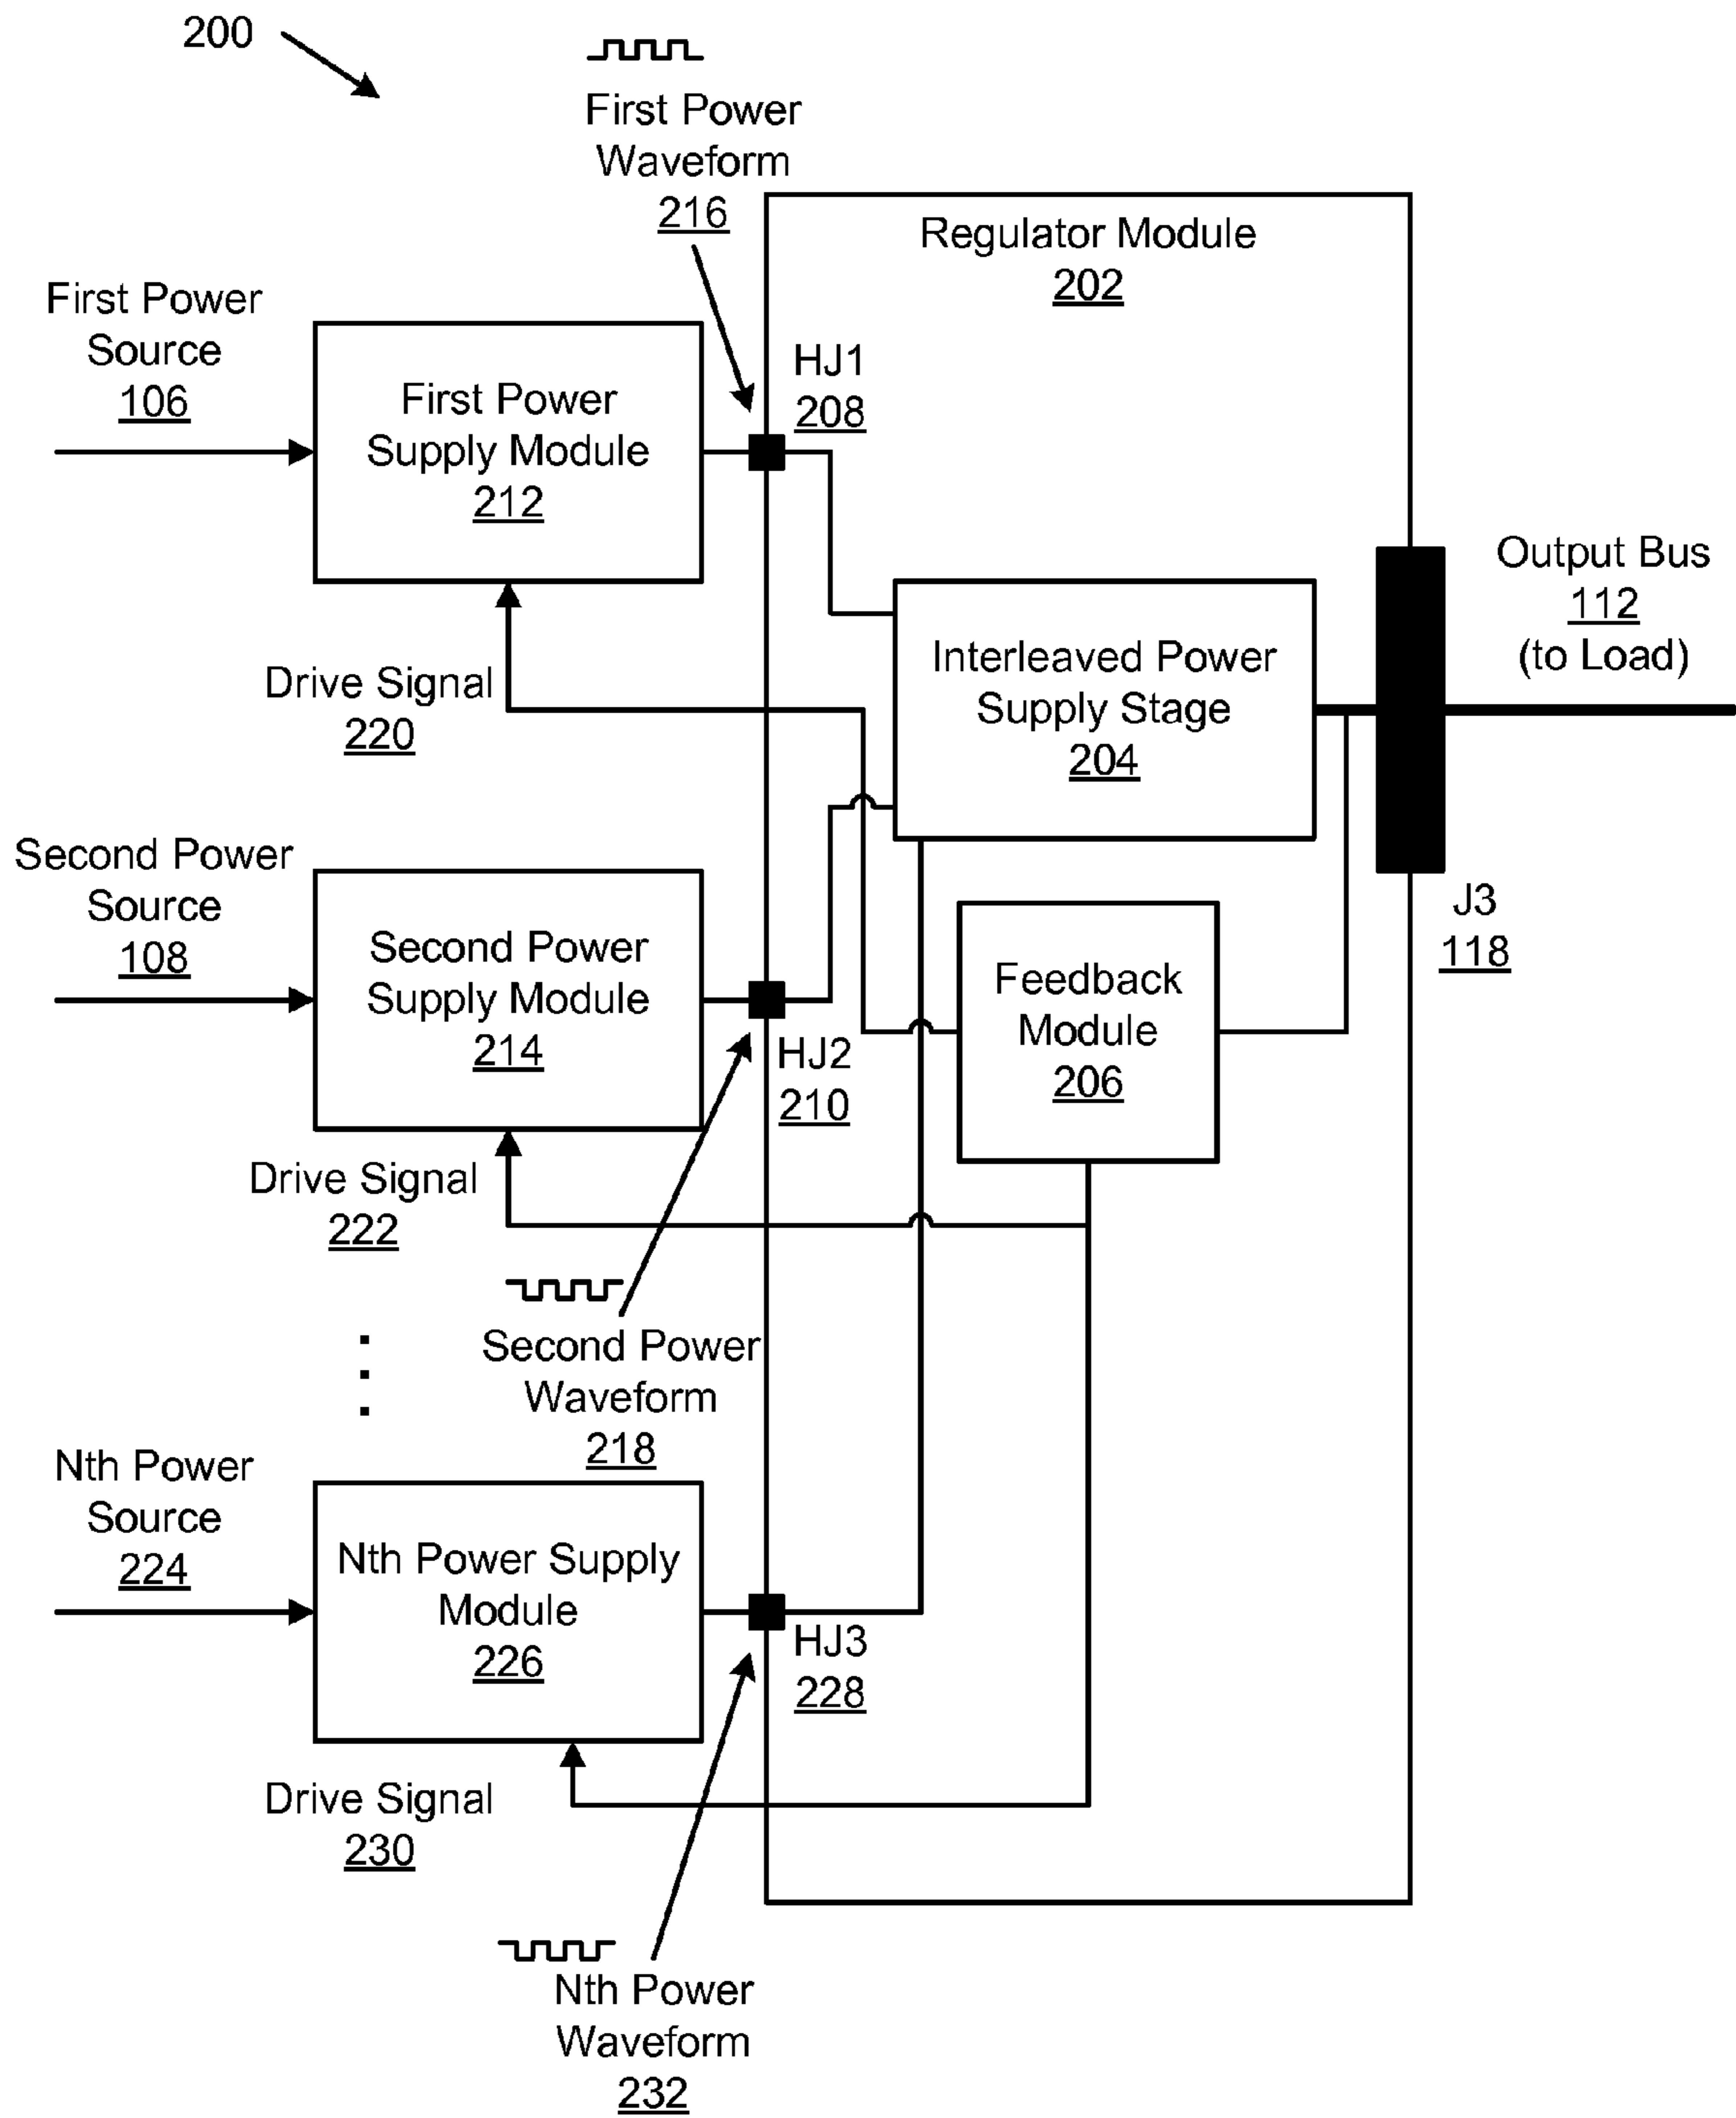 200
First Power
Waveform
216
Regulator Module
202
First Power
Source
106
First Power
Supply Module
212
HJ1
208
Output Bus
112
(to Load)
Interleaved Power
Supply Stage
204
Drive Signal
220
Second Power
Source
108
Second Power
Supply Module
214
J3
118
Feedback
Module
206
HJ2
210
Drive Signal
222
Second Power
Waveform
218
Nth Power
Source
224
Nth Power Supply
Module
226
HJ3
228
Drive Signal
230
Nth Power
Waveform
232